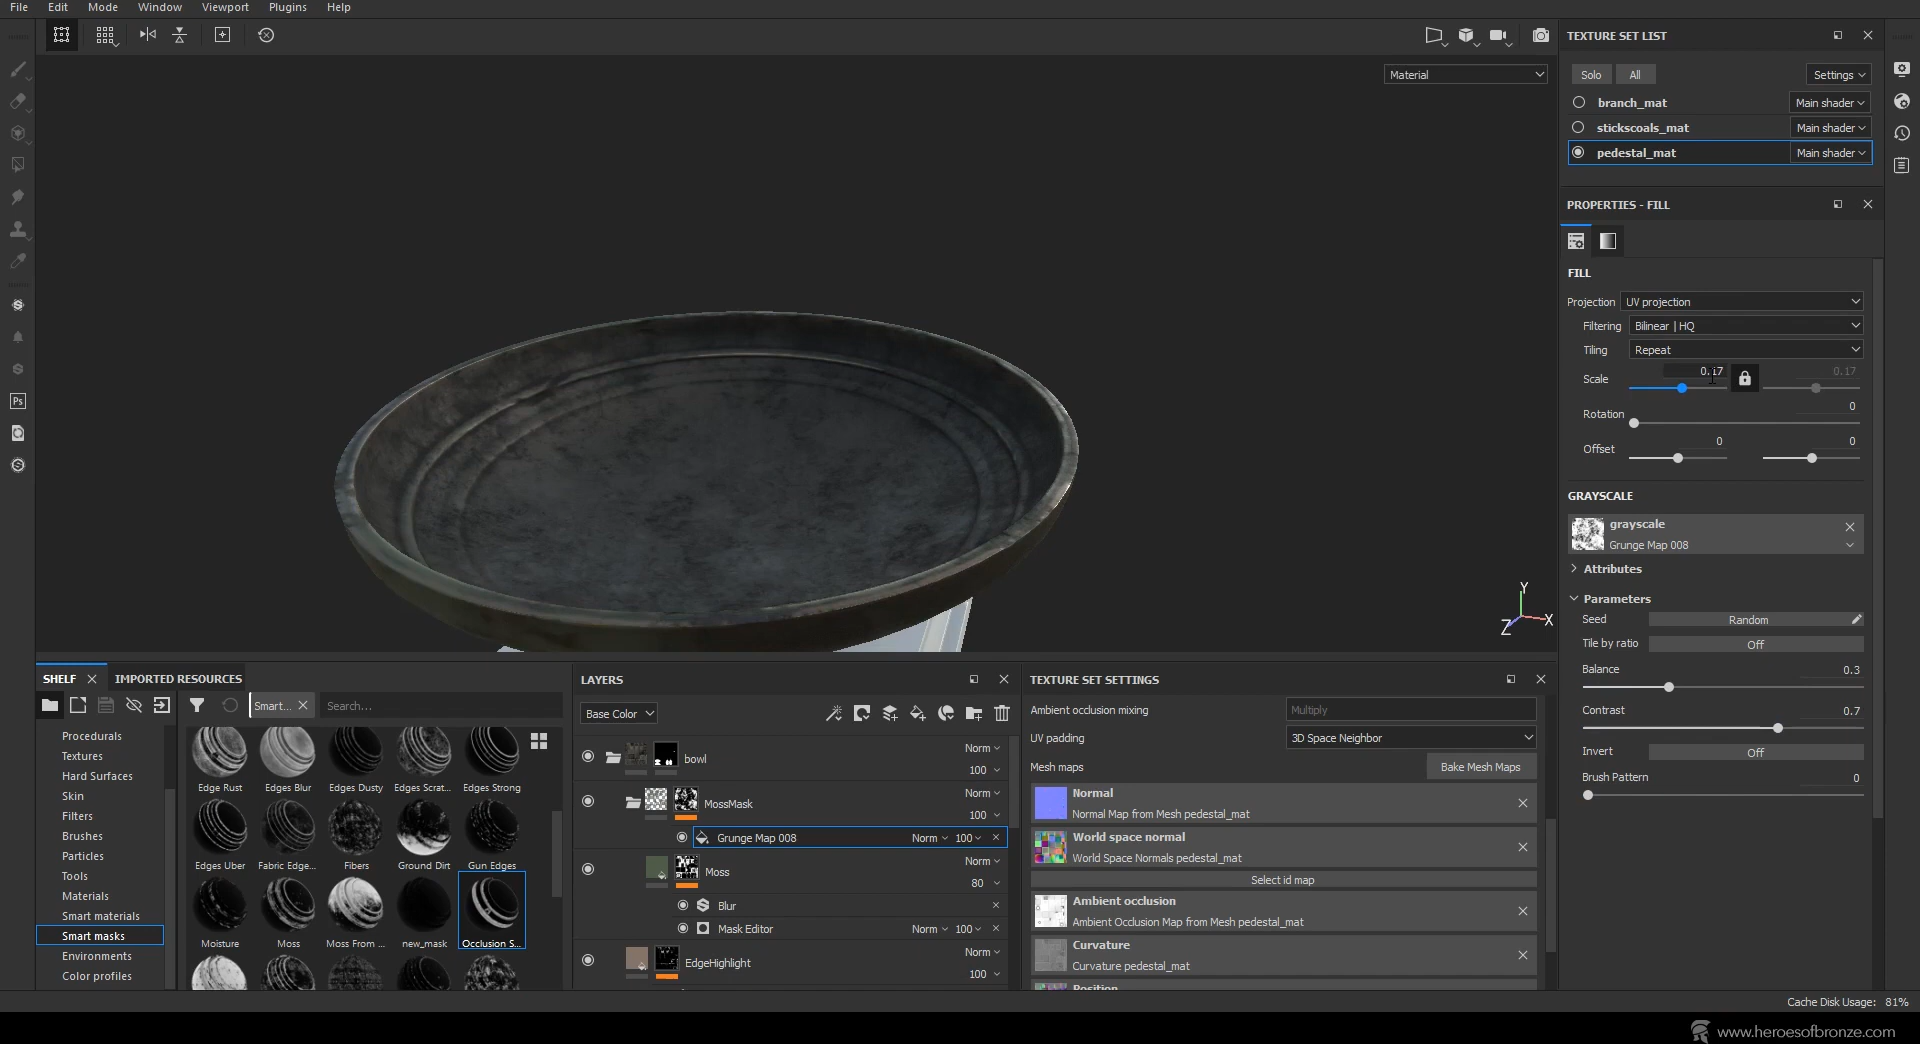 File Edit Mode Window Viewport Plugins Help
Material
TEXTURE SET LIST
Solo All Settings
branch_mat Main shader
stickscoals_mat Main shader
pedestal_mat Main shader
PROPERTIES - FILL
FILL
Projection UV projection
Filtering Bilinear | HQ
Tiling Repeat
Scale 0.17 0.17
Rotation 0
Offset 0 0
GRAYSCALE
grayscale
Grunge Map 008
Attributes
Parameters
Seed Random
Tile by ratio Off
Balance 0.3
Contrast 0.7
Invert Off
Brush Pattern 0
Y
X
Z
SHELF IMPORTED RESOURCES
Smart... Search...
Procedurals
Textures
Hard Surfaces
Skin
Filters
Brushes
Particles
Tools
Materials
Smart materials
Smart masks
Environments
Color profiles
Edge Rust Edges Blur Edges Dusty Edges Scrat... Edges Strong
Edges Uber Fabric Edge... Fibers Ground Dirt Gun Edges
Moisture Moss Moss From ... new_mask Occlusion S...
LAYERS
Base Color
bowl Norm 100
MossMask Norm 100
Grunge Map 008 Norm 100
Moss Norm 80
Blur
Mask Editor Norm 100
EdgeHighlight Norm 100
TEXTURE SET SETTINGS
Ambient occlusion mixing Multiply
UV padding 3D Space Neighbor
Mesh maps Bake Mesh Maps
Normal
Normal Map from Mesh pedestal_mat
World space normal
World Space Normals pedestal_mat
Select id map
Ambient occlusion
Ambient Occlusion Map from Mesh pedestal_mat
Curvature
Curvature pedestal_mat
Position
Ps
Cache Disk Usage: 81%
www.heroesofbronze.com